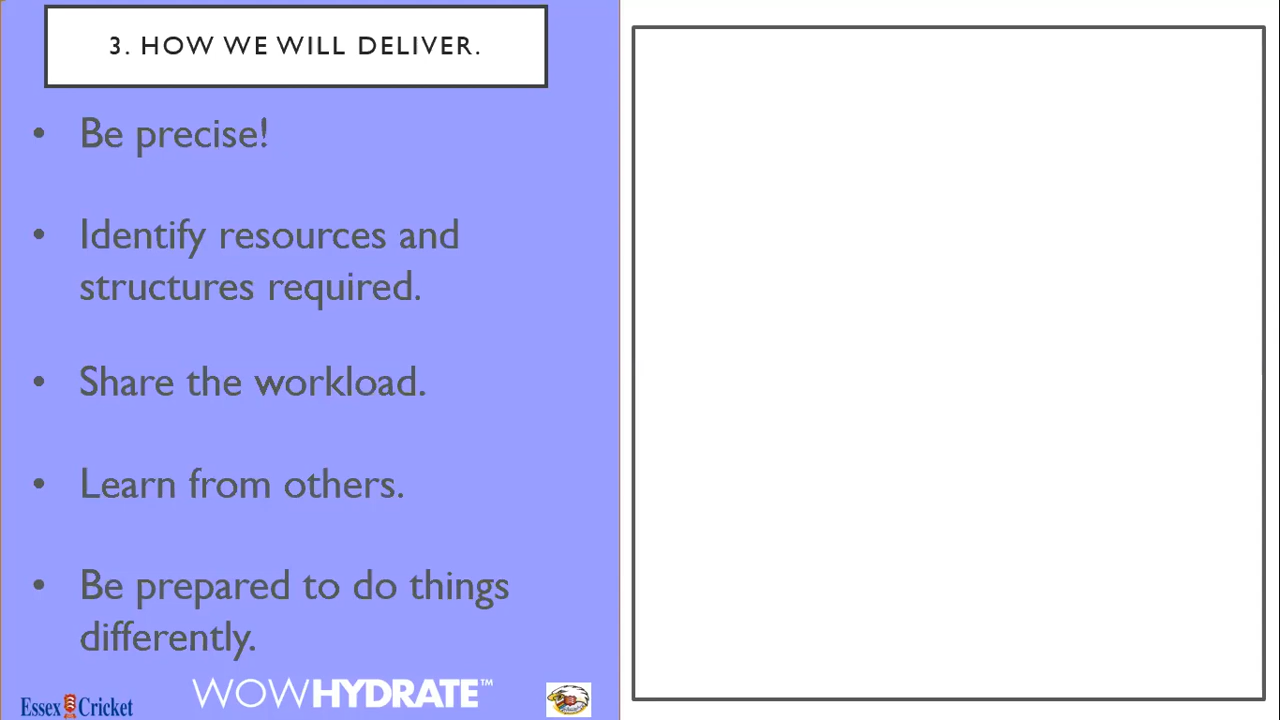 3. HOW WE WILL DELIVER.
• Be precise!
• Identify resources and
structures required.
• Share the workload.
• Learn from others.
• Be prepared to do things
differently.
Essex Cricket
WOWHYDRATE™